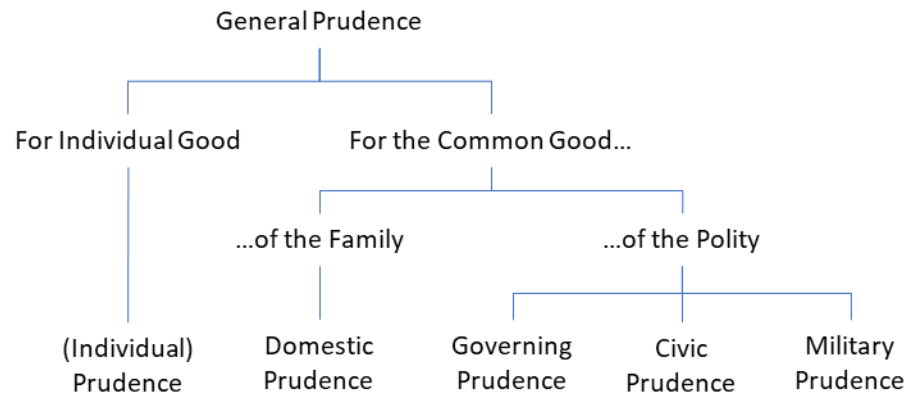 General Prudence
For Individual Good
For the Common Good...
...of the Family
...of the Polity
(Individual)
Prudence
Domestic
Prudence
Governing
Prudence
Civic
Prudence
Military
Prudence